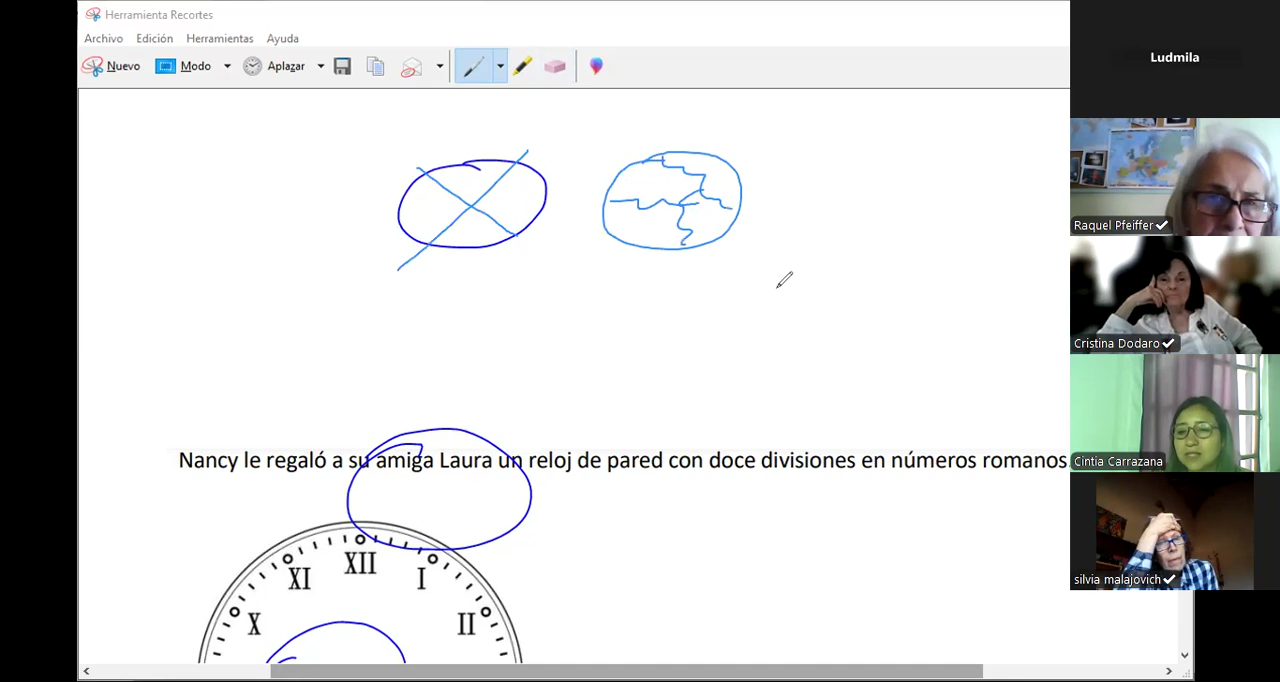 Herramienta Recortes
Archivo Edición Herramientas Ayuda
Nuevo Modo Aplazar
Ludmila
Raquel Pfeiffer
Cristina Dodaro
Nancy le regaló a su amiga Laura un reloj de pared con doce divisiones en números romanos.
Cintia Carrazana
XII
XI I
X II
silvia malajovich